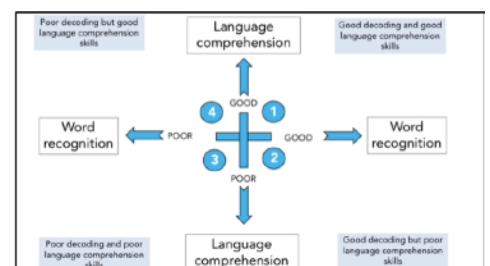 Poor decoding but good
language comprehension
skills
Language
comprehension
Good decoding and good
language comprehension
skills
GOOD
4
1
Word
recognition
POOR
GOOD
Word
recognition
3
2
POOR
Poor decoding and poor
language comprehension
skills
Language
comprehension
Good decoding but poor
language comprehension
skills